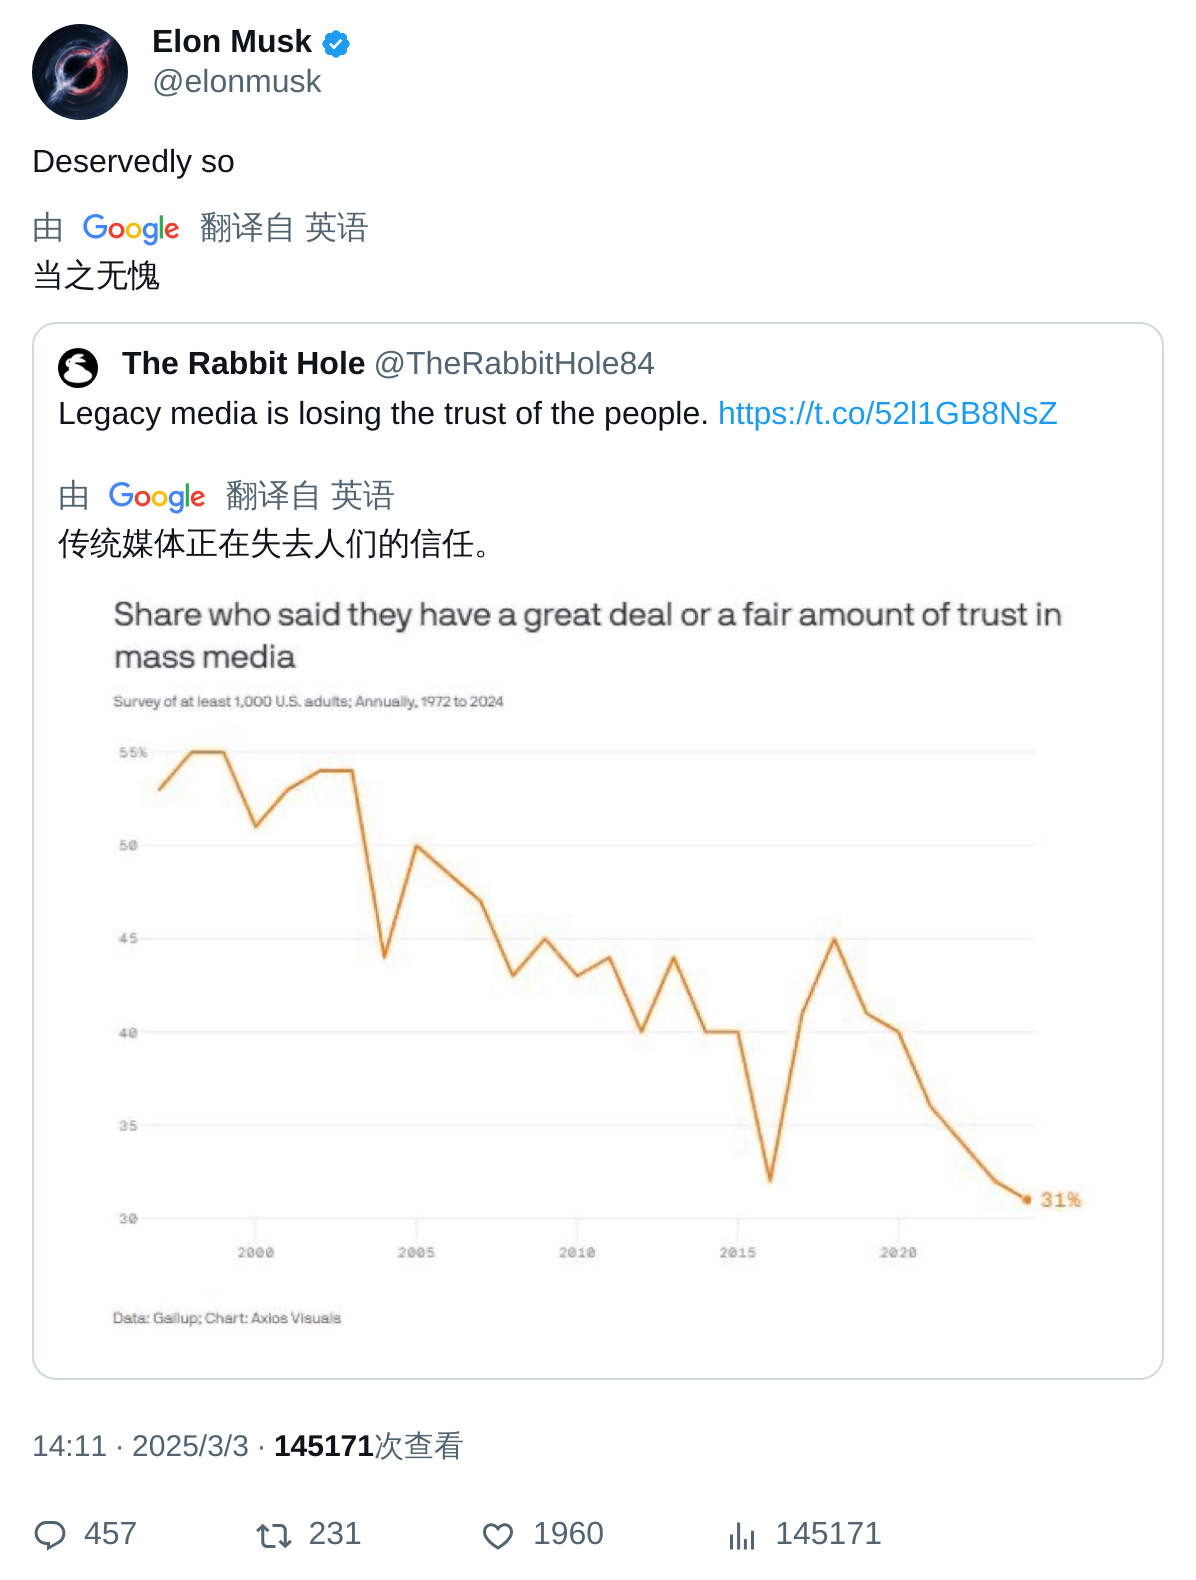 Elon Musk
@elonmusk
Deservedly so
由 Google 翻译自 英语
当之无愧
The Rabbit Hole @TheRabbitHole84
Legacy media is losing the trust of the people. https://t.co/52l1GB8NsZ
由 Google 翻译自 英语
传统媒体正在失去人们的信任。
Share who said they have a great deal or a fair amount of trust in
mass media
Survey of at least 1,000 U.S. adults; Annually, 1972 to 2024
55%
50
45
40
35
30
31%
2000 2005 2010 2015 2020
Data: Gallup; Chart: Axios Visuals
14:11 · 2025/3/3 · 145171次查看
457 231 1960 145171